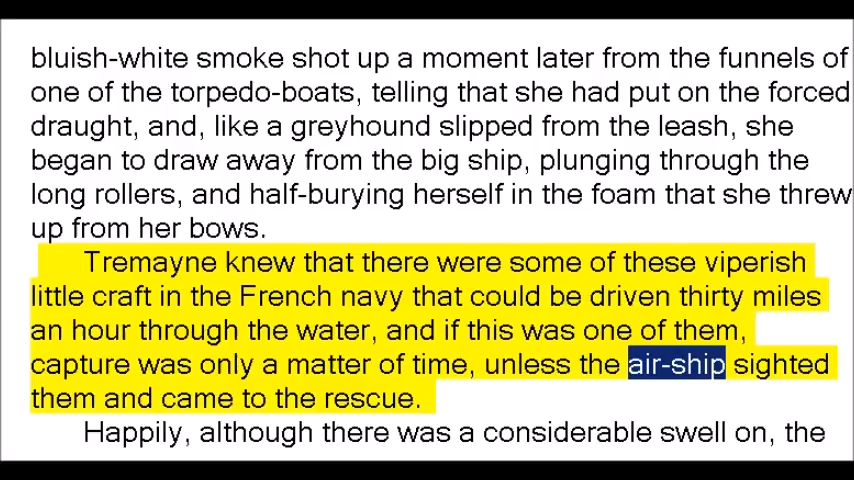 bluish-white smoke shot up a moment later from the funnels of
one of the torpedo-boats, telling that she had put on the forced
draught, and, like a greyhound slipped from the leash, she
began to draw away from the big ship, plunging through the
long rollers, and half-burying herself in the foam that she threw
up from her bows.
Tremayne knew that there were some of these viperish
little craft in the French navy that could be driven thirty miles
an hour through the water, and if this was one of them,
capture was only a matter of time, unless the air-ship sighted
them and came to the rescue.
Happily, although there was a considerable swell on, the